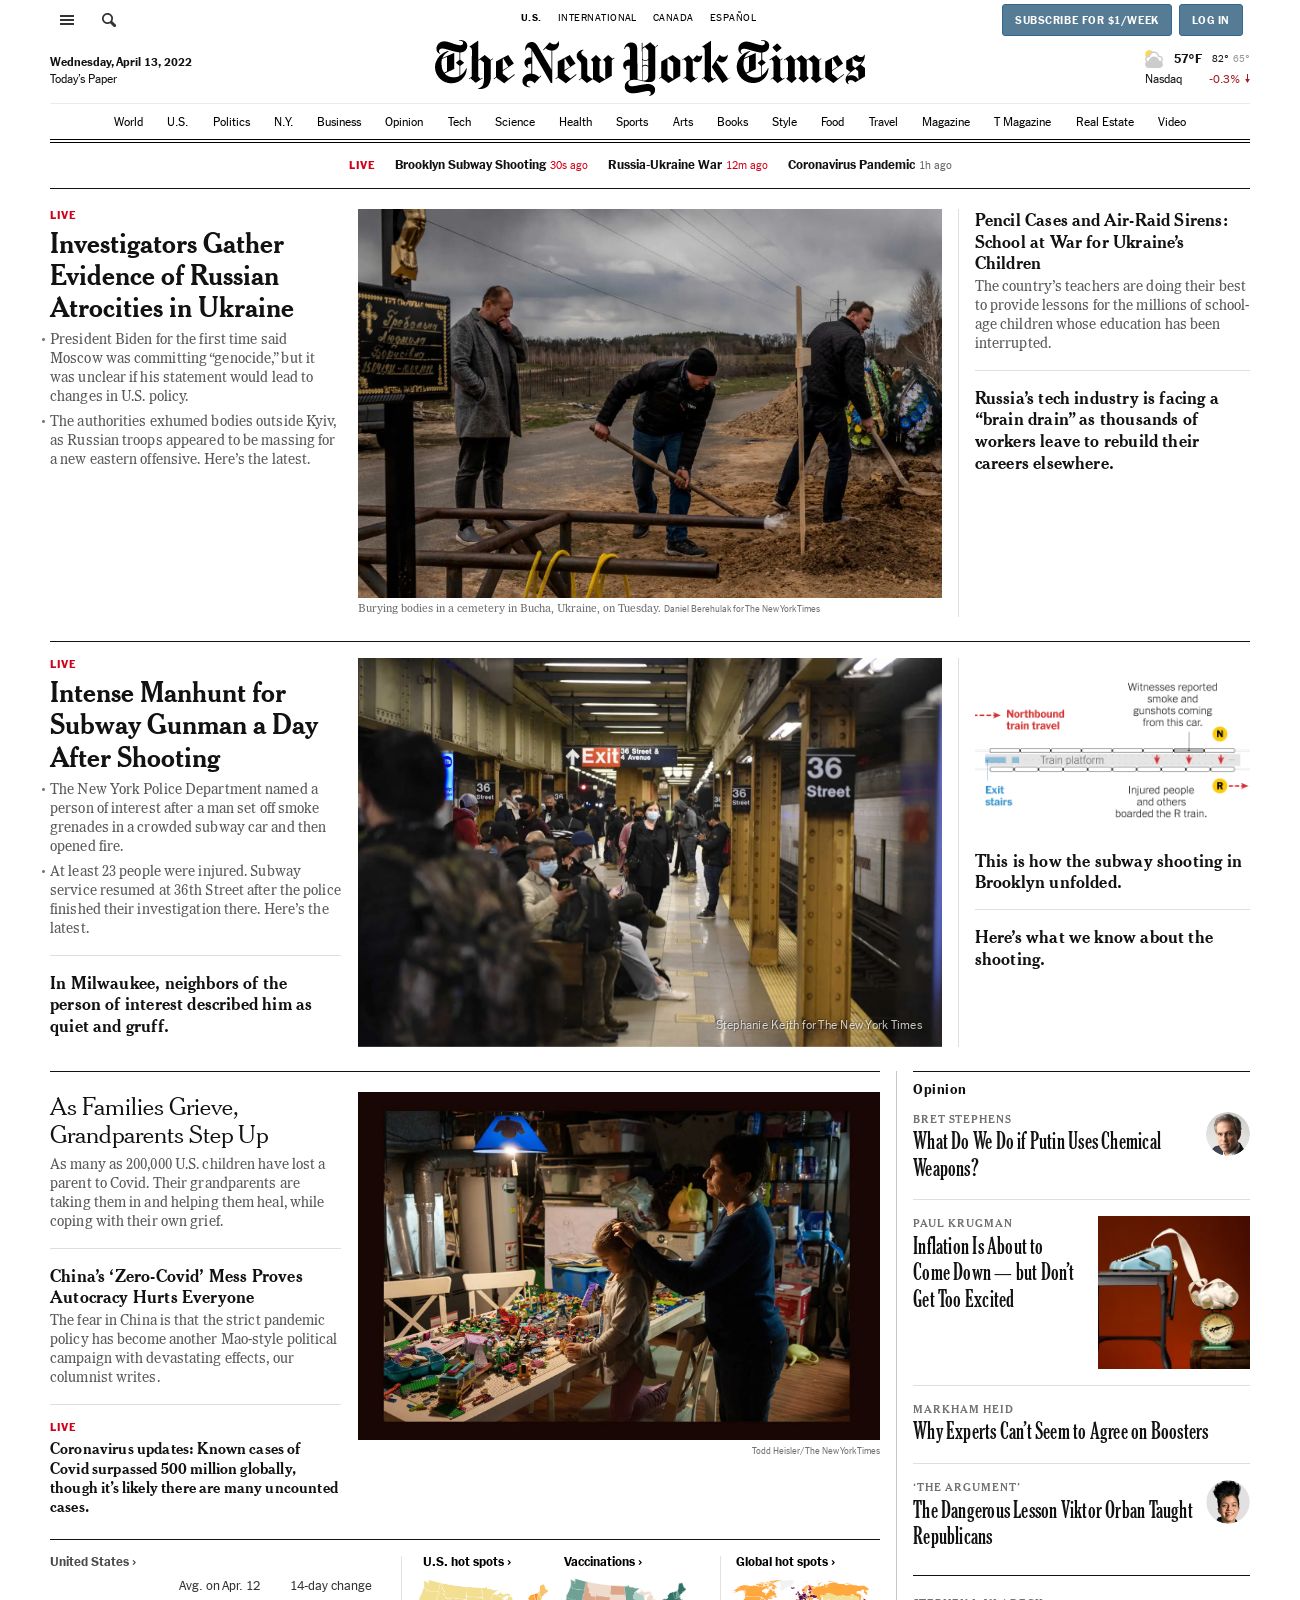 U.S. INTERNATIONAL CANADA ESPAÑOL
SUBSCRIBE FOR $1/WEEK
LOG IN
Wednesday, April 13, 2022
Today's Paper
The New York Times
57°F 82° 65°
Nasdaq -0.3%
World U.S. Politics N.Y. Business Opinion Tech Science Health Sports Arts Books Style Food Travel Magazine T Magazine Real Estate Video
LIVE Brooklyn Subway Shooting 30s ago Russia-Ukraine War 12m ago Coronavirus Pandemic 1h ago
LIVE
Investigators Gather
Evidence of Russian
Atrocities in Ukraine
• President Biden for the first time said
Moscow was committing “genocide,” but it
was unclear if his statement would lead to
changes in U.S. policy.
• The authorities exhumed bodies outside Kyiv,
as Russian troops appeared to be massing for
a new eastern offensive. Here’s the latest.
Burying bodies in a cemetery in Bucha, Ukraine, on Tuesday. Daniel Berehulak for The New York Times
Pencil Cases and Air-Raid Sirens:
School at War for Ukraine’s
Children
The country’s teachers are doing their best
to provide lessons for the millions of school-
age children whose education has been
interrupted.
Russia’s tech industry is facing a
“brain drain” as thousands of
workers leave to rebuild their
careers elsewhere.
LIVE
Intense Manhunt for
Subway Gunman a Day
After Shooting
• The New York Police Department named a
person of interest after a man set off smoke
grenades in a crowded subway car and then
opened fire.
• At least 23 people were injured. Subway
service resumed at 36th Street after the police
finished their investigation there. Here’s the
latest.
In Milwaukee, neighbors of the
person of interest described him as
quiet and gruff.
Exit
36 Street &
4 Avenue
36
Street
36
Street
36
Street
36
Stephanie Keith for The New York Times
Witnesses reported
smoke and
gunshots coming
from this car.
Northbound
train travel
N
Train platform
R
Exit
stairs
Injured people
and others
boarded the R train.
This is how the subway shooting in
Brooklyn unfolded.
Here’s what we know about the
shooting.
As Families Grieve,
Grandparents Step Up
As many as 200,000 U.S. children have lost a
parent to Covid. Their grandparents are
taking them in and helping them heal, while
coping with their own grief.
China’s ‘Zero-Covid’ Mess Proves
Autocracy Hurts Everyone
The fear in China is that the strict pandemic
policy has become another Mao-style political
campaign with devastating effects, our
columnist writes.
LIVE
Coronavirus updates: Known cases of
Covid surpassed 500 million globally,
though it’s likely there are many uncounted
cases.
Todd Heisler/The New York Times
Opinion
BRET STEPHENS
What Do We Do if Putin Uses Chemical
Weapons?
PAUL KRUGMAN
Inflation Is About to
Come Down — but Don’t
Get Too Excited
MARKHAM HEID
Why Experts Can’t Seem to Agree on Boosters
‘THE ARGUMENT’
The Dangerous Lesson Viktor Orban Taught
Republicans
United States ›
Avg. on Apr. 12 14-day change
U.S. hot spots ›
Vaccinations ›
Global hot spots ›